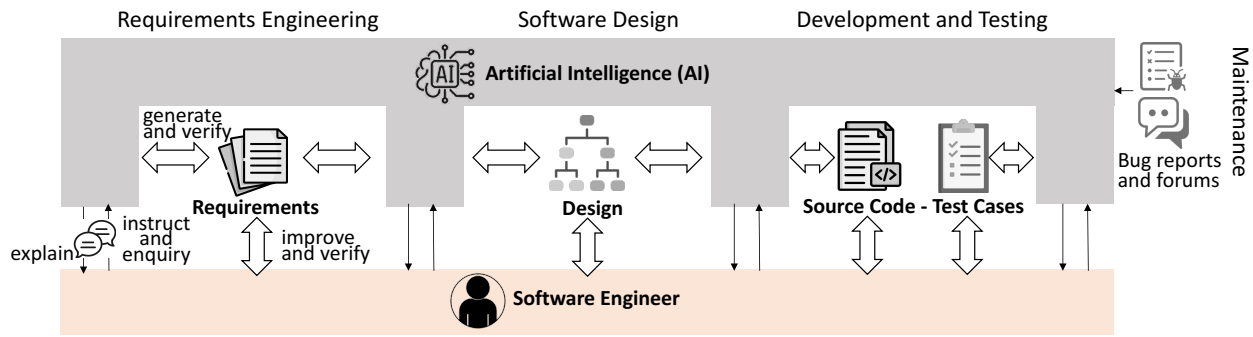 Requirements Engineering
Software Design
Development and Testing
Maintenance
AI
Artificial Intelligence (AI)
generate
and verify
Requirements
Design
</>
Source Code - Test Cases
Bug reports
and forums
explain
instruct
and
enquiry
improve
and verify
Software Engineer